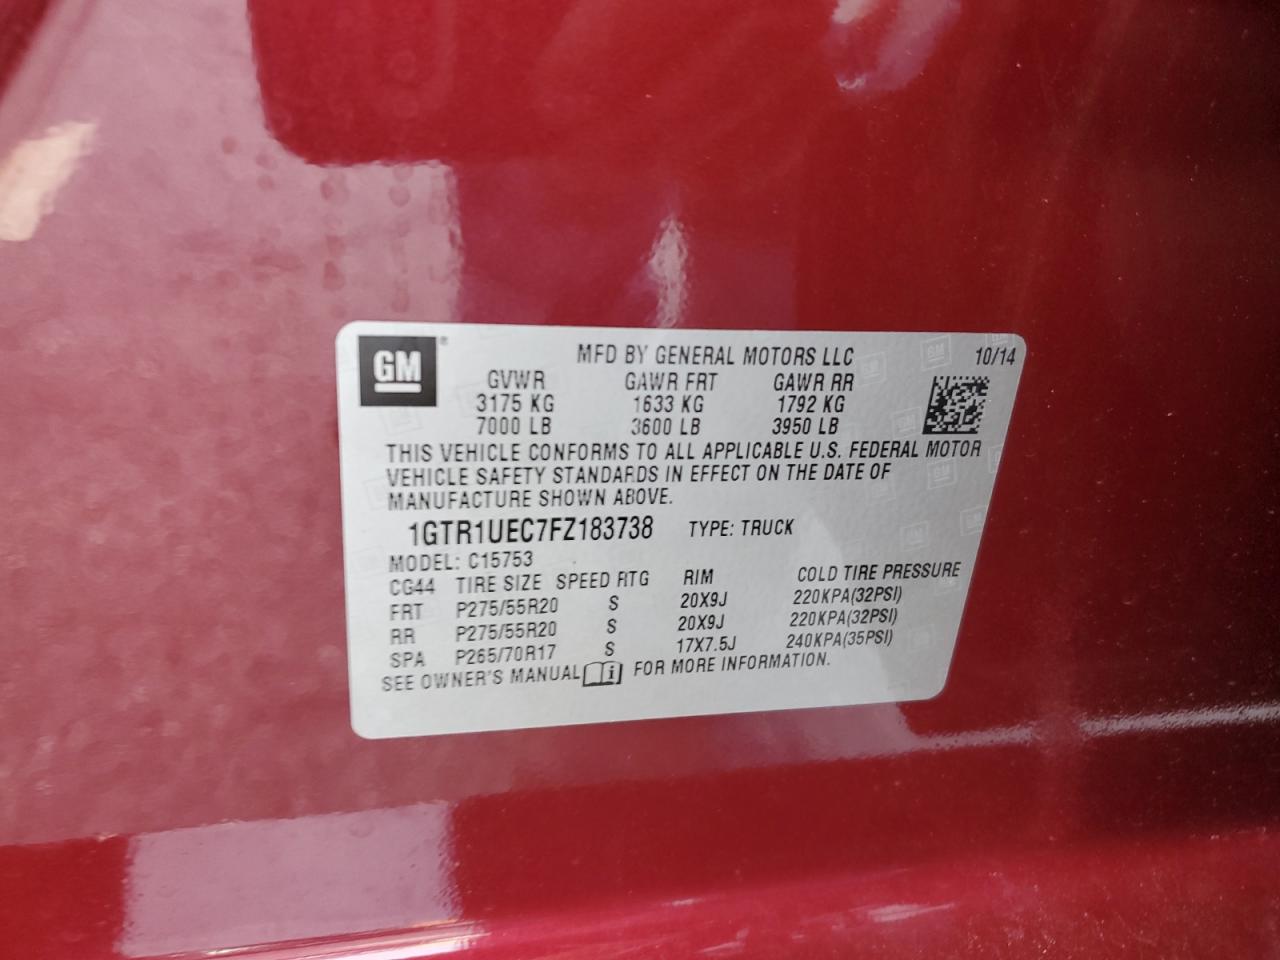 GM ® MFD BY GENERAL MOTORS LLC 10/14
GVWR GAWR FRT GAWR RR
3175 KG 1633 KG 1792 KG
7000 LB 3600 LB 3950 LB
THIS VEHICLE CONFORMS TO ALL APPLICABLE U.S. FEDERAL MOTOR
VEHICLE SAFETY STANDARDS IN EFFECT ON THE DATE OF
MANUFACTURE SHOWN ABOVE.
1GTR1UEC7FZ183738 TYPE: TRUCK
MODEL: C15753
CG44 TIRE SIZE SPEED RTG RIM COLD TIRE PRESSURE
FRT P275/55R20 S 20X9J 220KPA(32PSI)
RR P275/55R20 S 20X9J 220KPA(32PSI)
SPA P265/70R17 S 17X7.5J 240KPA(35PSI)
SEE OWNER'S MANUAL i FOR MORE INFORMATION.